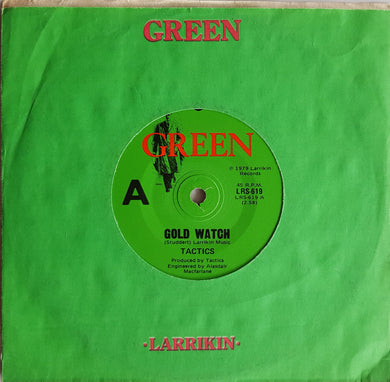 GREEN
GREEN
℗ 1979 Larrikin
Records
A
45 R.P.M.
LRS-619
LRS-619-A
(2.58)
GOLD WATCH
(Studdert) Larrikin Music
TACTICS
Produced by Tactics
Engineered by Alasdair
Macfarlane
·LARRIKIN·